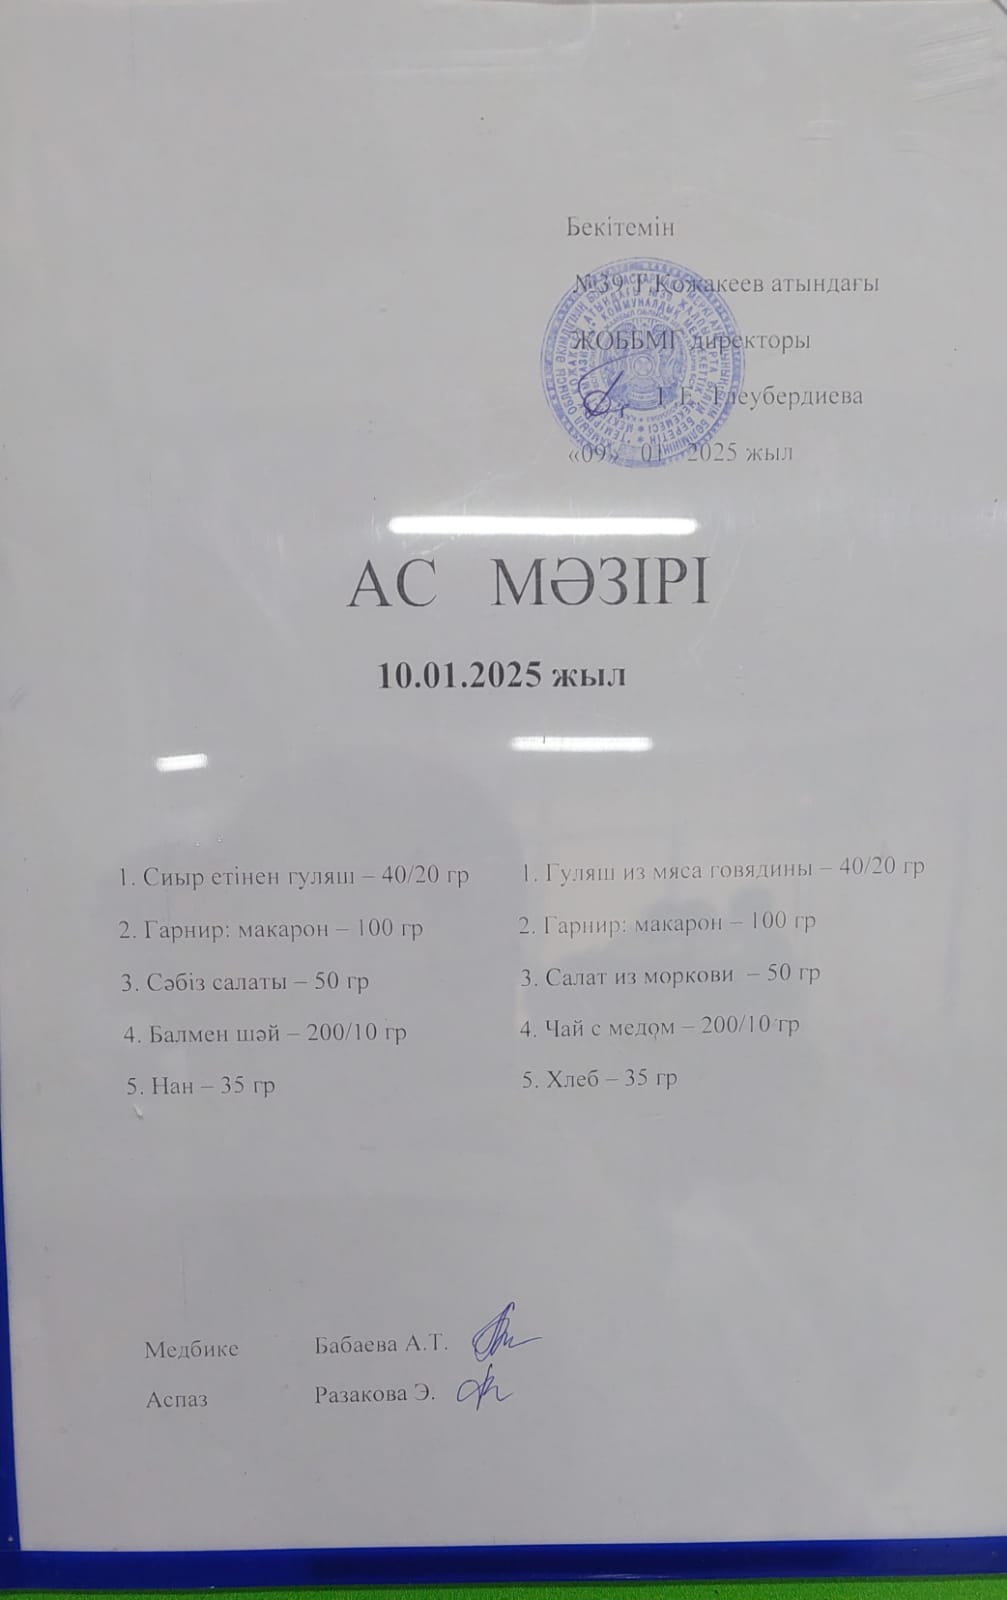 Бекітемін
№39 Т.Қожакеев атындағы
ЖОББМГ директоры
Г.Е. Тлеубердиева
«09» 01 2025 жыл
АС МӘЗІРІ
10.01.2025 жыл
1. Сиыр етінен гуляш – 40/20 гр
2. Гарнир: макарон – 100 гр
3. Сәбіз салаты – 50 гр
4. Балмен шәй – 200/10 гр
5. Нан – 35 гр
1. Гуляш из мяса говядины – 40/20 гр
2. Гарнир: макарон – 100 гр
3. Салат из моркови – 50 гр
4. Чай с медом – 200/10 гр
5. Хлеб – 35 гр
Медбике Бабаева А.Т.
Аспаз Разакова Э.